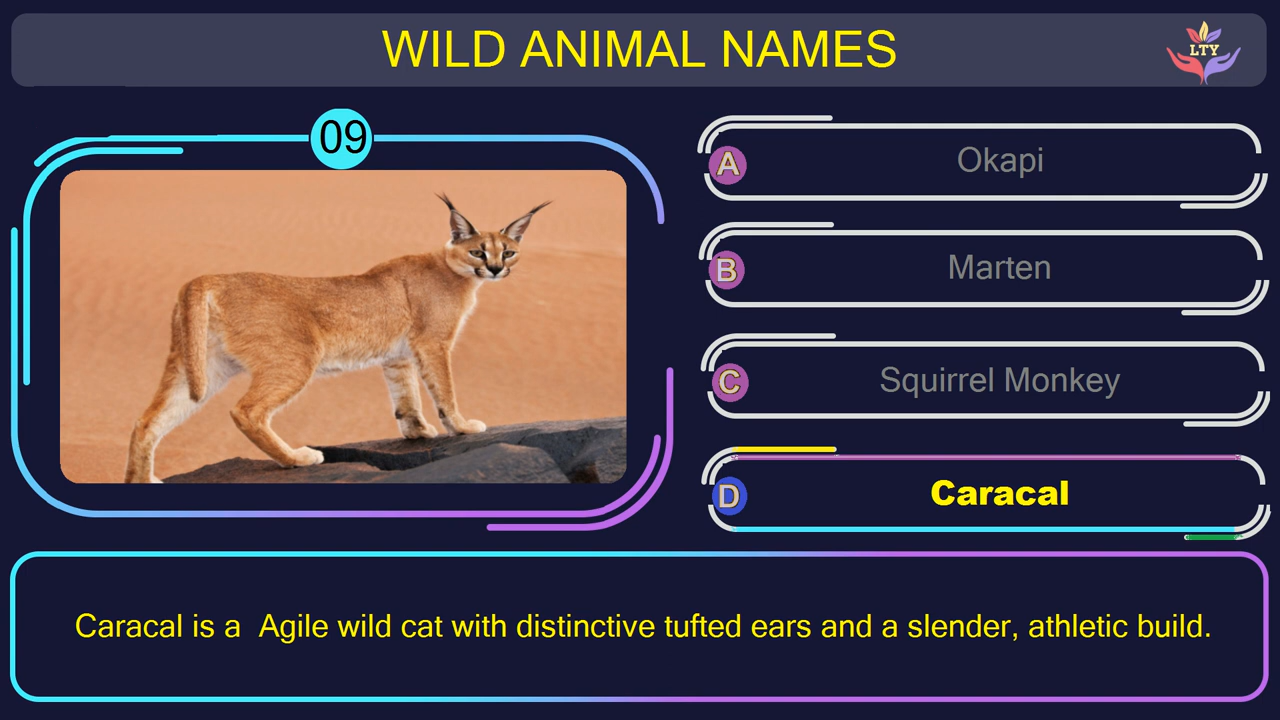 WILD ANIMAL NAMES
LTY
09
A
Okapi
B
Marten
C
Squirrel Monkey
D
Caracal
Caracal is a  Agile wild cat with distinctive tufted ears and a slender, athletic build.